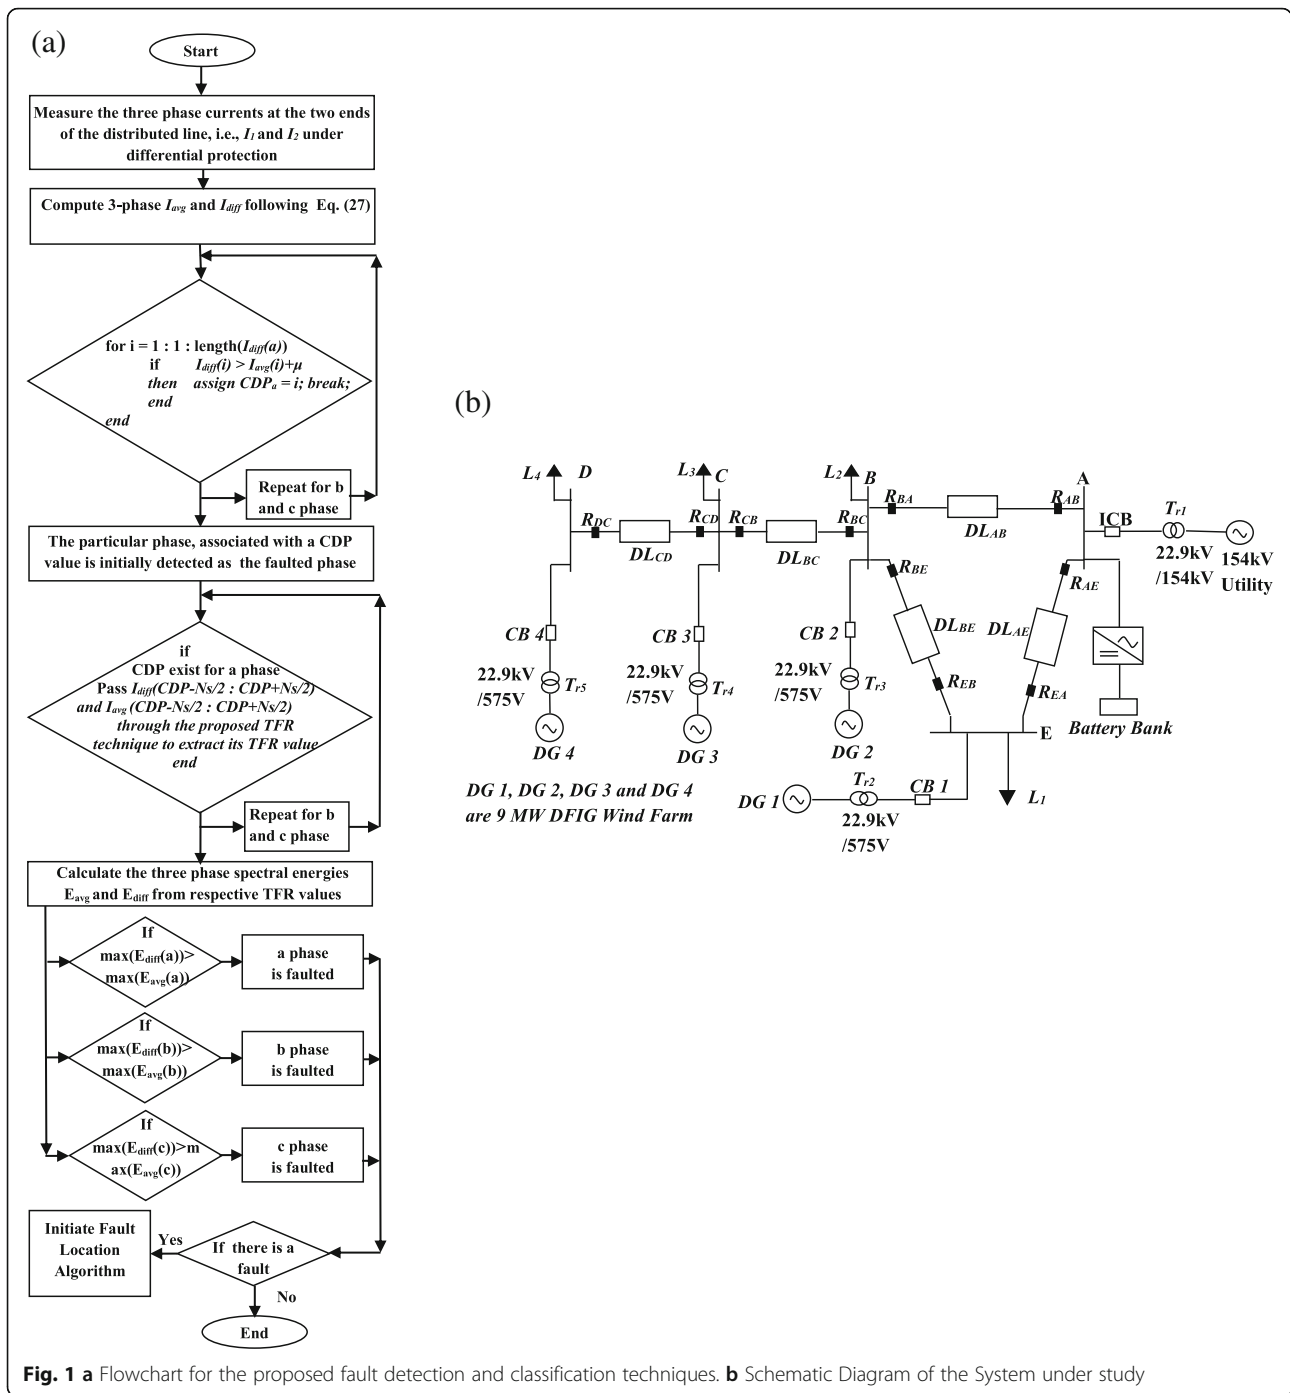 (a)
Start
Measure the three phase currents at the two ends
of the distributed line, i.e., I1 and I2 under
differential protection
Compute 3-phase Iavg and Idiff following Eq. (27)
for i = 1 : 1 : length(Idiff(a))
if Idiff(i) > Iavg(i)+μ
then assign CDPa = i; break;
end
end
Repeat for b
and c phase
The particular phase, associated with a CDP
value is initially detected as the faulted phase
if
CDP exist for a phase
Pass Idiff(CDP-Ns/2 : CDP+Ns/2)
and Iavg (CDP-Ns/2 : CDP+Ns/2)
through the proposed TFR
technique to extract its TFR value
end
Repeat for b
and c phase
Calculate the three phase spectral energies
Eavg and Ediff from respective TFR values
If
max(Ediff(a))>
max(Eavg(a))
a phase
is faulted
If
max(Ediff(b))>
max(Eavg(b))
b phase
is faulted
If
max(Ediff(c))>m
ax(Eavg(c))
c phase
is faulted
Initiate Fault
Location
Algorithm
Yes
If there is a
fault
No
End
(b)
L4
D
L3
C
L2
B
A
RDC
DLCD
RCD
RCB
DLBC
RBC
RBA
DLAB
RAB
ICB
Tr1
22.9kV
/154kV
154kV
Utility
RBE
DLBE
REB
RAE
DLAE
REA
Battery Bank
E
L1
CB 4
22.9kV
/575V
Tr5
DG 4
CB 3
22.9kV
/575V
Tr4
DG 3
CB 2
22.9kV
/575V
Tr3
DG 2
DG 1
Tr2
22.9kV
/575V
CB 1
DG 1, DG 2, DG 3 and DG 4
are 9 MW DFIG Wind Farm
Fig. 1 a Flowchart for the proposed fault detection and classification techniques. b Schematic Diagram of the System under study